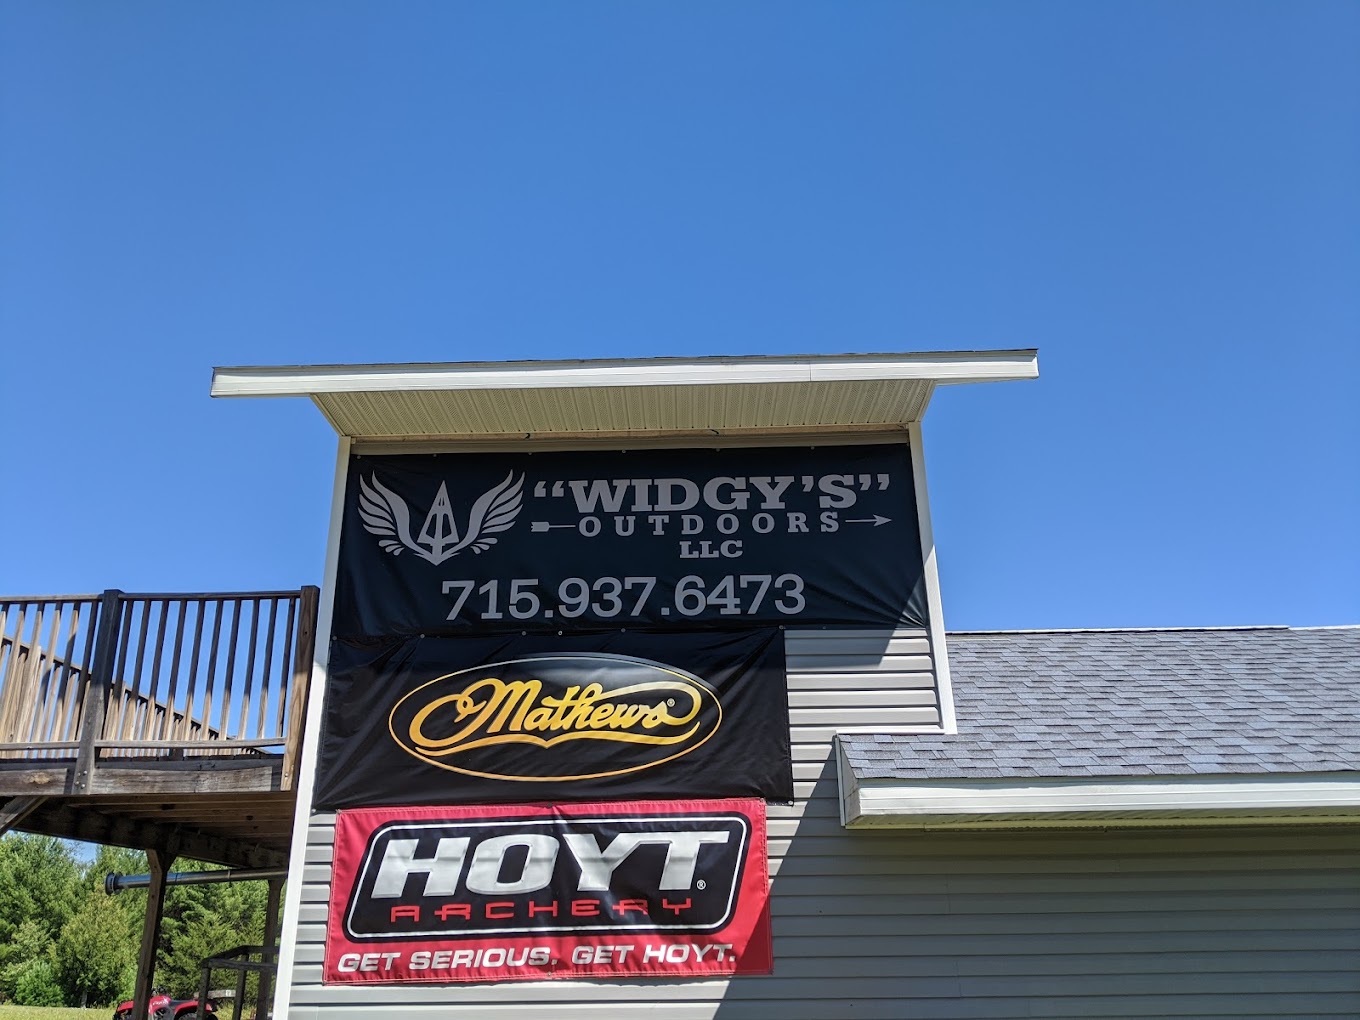 “WIDGY’S”
OUTDOORS
LLC
715.937.6473
Mathews®
HOYT®
ARCHERY
GET SERIOUS. GET HOYT.